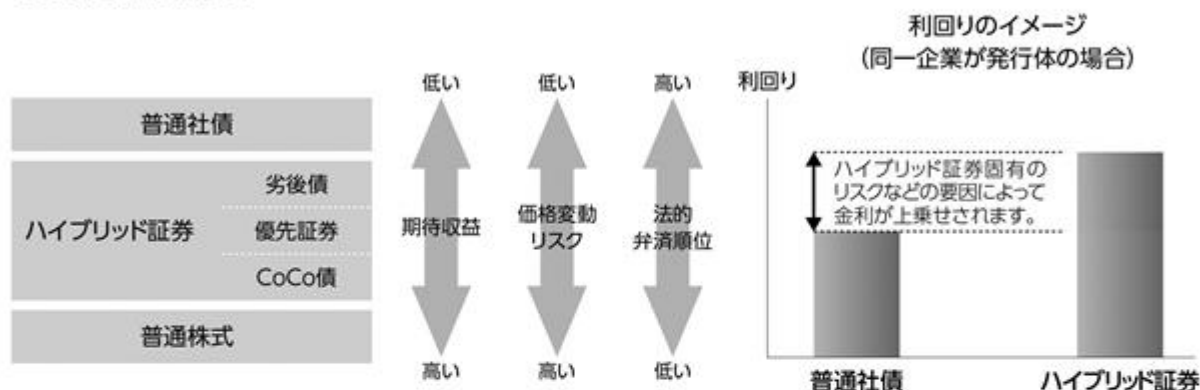 普通社債
ハイブリッド証券
劣後債
優先証券
CoCo債
普通株式
低い
期待収益
高い
低い
価格変動
リスク
高い
高い
法的
弁済順位
低い
利回りのイメージ
(同一企業が発行体の場合)
利回り
ハイブリッド証券固有の
リスクなどの要因によって
金利が上乗せされます。
普通社債
ハイブリッド証券